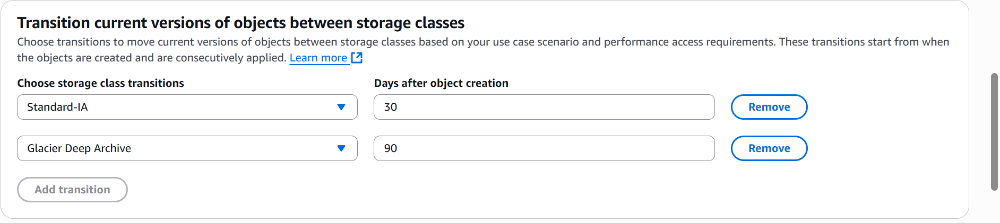 Transition current versions of objects between storage classes
Choose transitions to move current versions of objects between storage classes based on your use case scenario and performance access requirements. These transitions start from when
the objects are created and are consecutively applied. Learn more
Choose storage class transitions
Days after object creation
Standard-IA
30
Remove
Glacier Deep Archive
90
Remove
Add transition